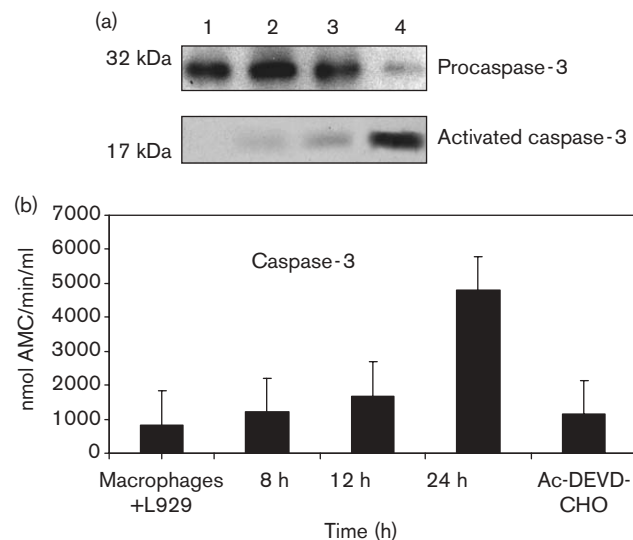 (a)
1 2 3 4
32 kDa
Procaspase-3
17 kDa
Activated caspase-3
(b)
7000
6000
5000
4000
3000
2000
1000
0
nmol AMC/min/ml
Caspase-3
Macrophages
+L929
8 h
12 h
24 h
Ac-DEVD-
CHO
Time (h)